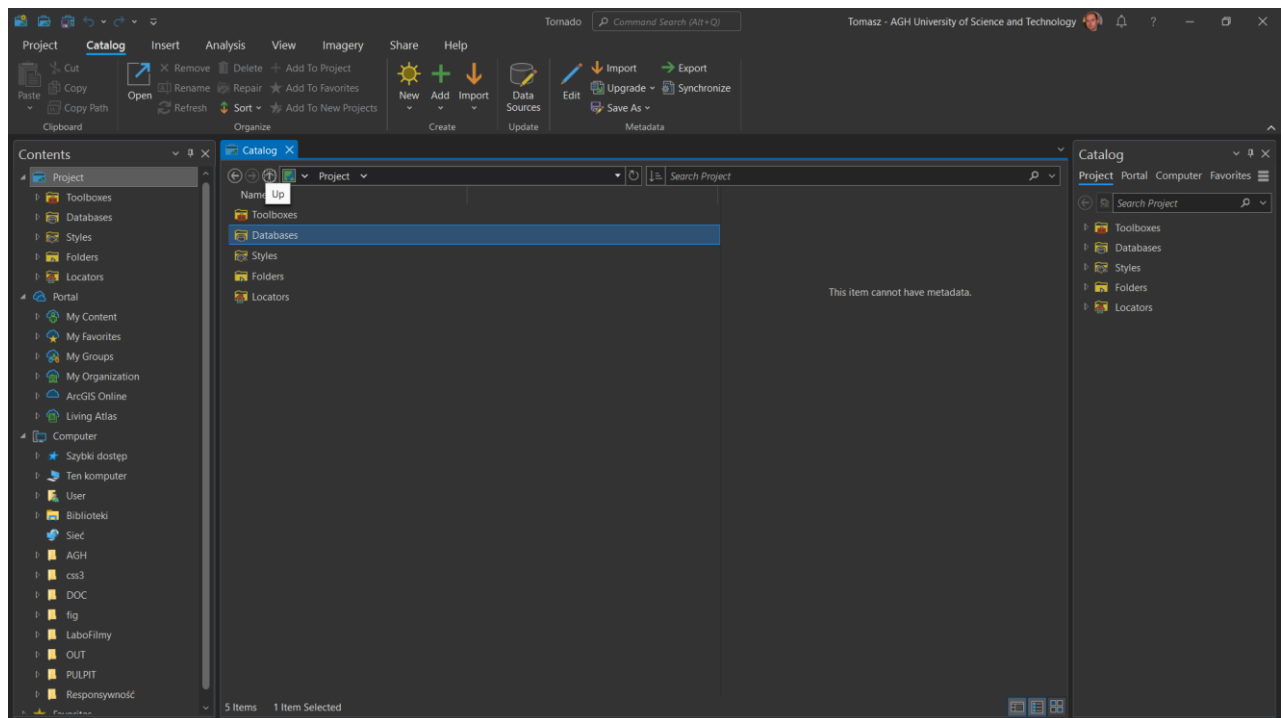 Tornado
Command Search (Alt+Q)
Tomasz - AGH University of Science and Technology
?
Project Catalog Insert Analysis View Imagery Share Help
Paste
Cut
Copy
Copy Path
Clipboard
Open
Remove
Rename
Refresh
Delete
Repair
Sort
Add To Project
Add To Favorites
Add To New Projects
Organize
New
Add
Import
Create
Data Sources
Update
Edit
Import
Export
Upgrade
Synchronize
Save As
Metadata
Contents
Project
Toolboxes
Databases
Styles
Folders
Locators
Portal
My Content
My Favorites
My Groups
My Organization
ArcGIS Online
Living Atlas
Computer
Szybki dostęp
Ten komputer
User
Biblioteki
Sieć
AGH
css3
DOC
fig
LaboFilmy
OUT
PULPIT
Responsywność
Catalog
Project
Search Project
Name
Up
Toolboxes
Databases
Styles
Folders
Locators
This item cannot have metadata.
5 Items 1 Item Selected
Catalog
Project Portal Computer Favorites
Search Project
Toolboxes
Databases
Styles
Folders
Locators